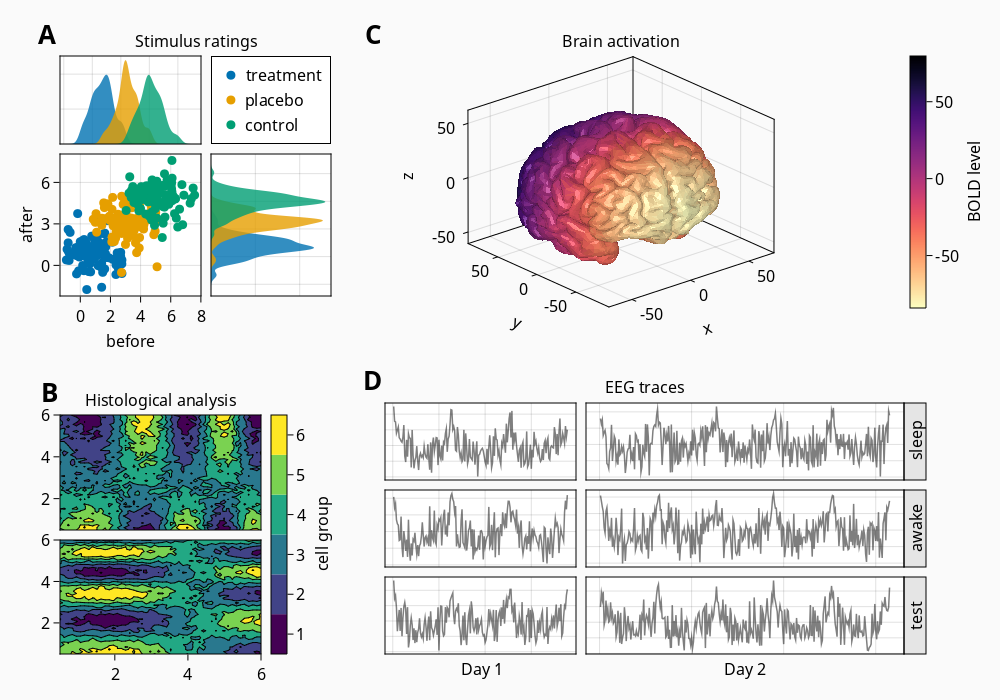 A
Stimulus ratings
treatment
placebo
control
after
6
3
0
0 2 4 6 8
before
C
Brain activation
z
50
0
-50
50
0
-50
y
-50
0
50
x
50
0
-50
BOLD level
B
Histological analysis
6
4
2
6
4
2
2 4 6
6
5
4
3
2
1
cell group
D
EEG traces
sleep
awake
test
Day 1 Day 2